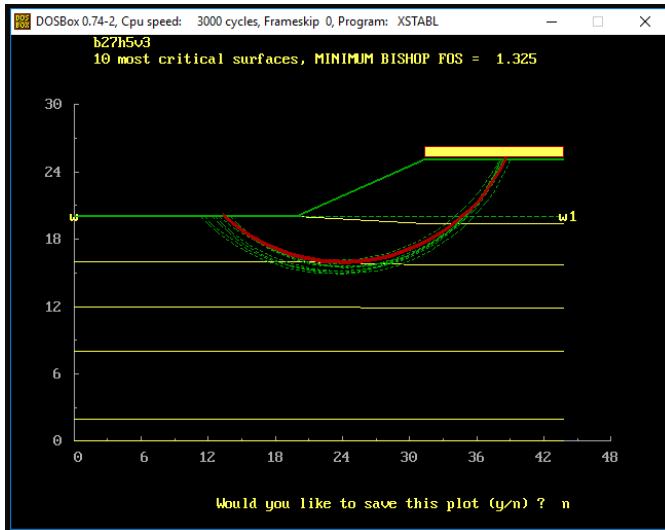 DOSBox 0.74-2, Cpu speed: 3000 cycles, Frameskip 0, Program: XSTABL
b27h5v3
10 most critical surfaces, MINIMUM BISHOP FOS = 1.325
30
24
w w1
18
12
6
0
0 6 12 18 24 30 36 42 48
Would you like to save this plot (y/n) ? n